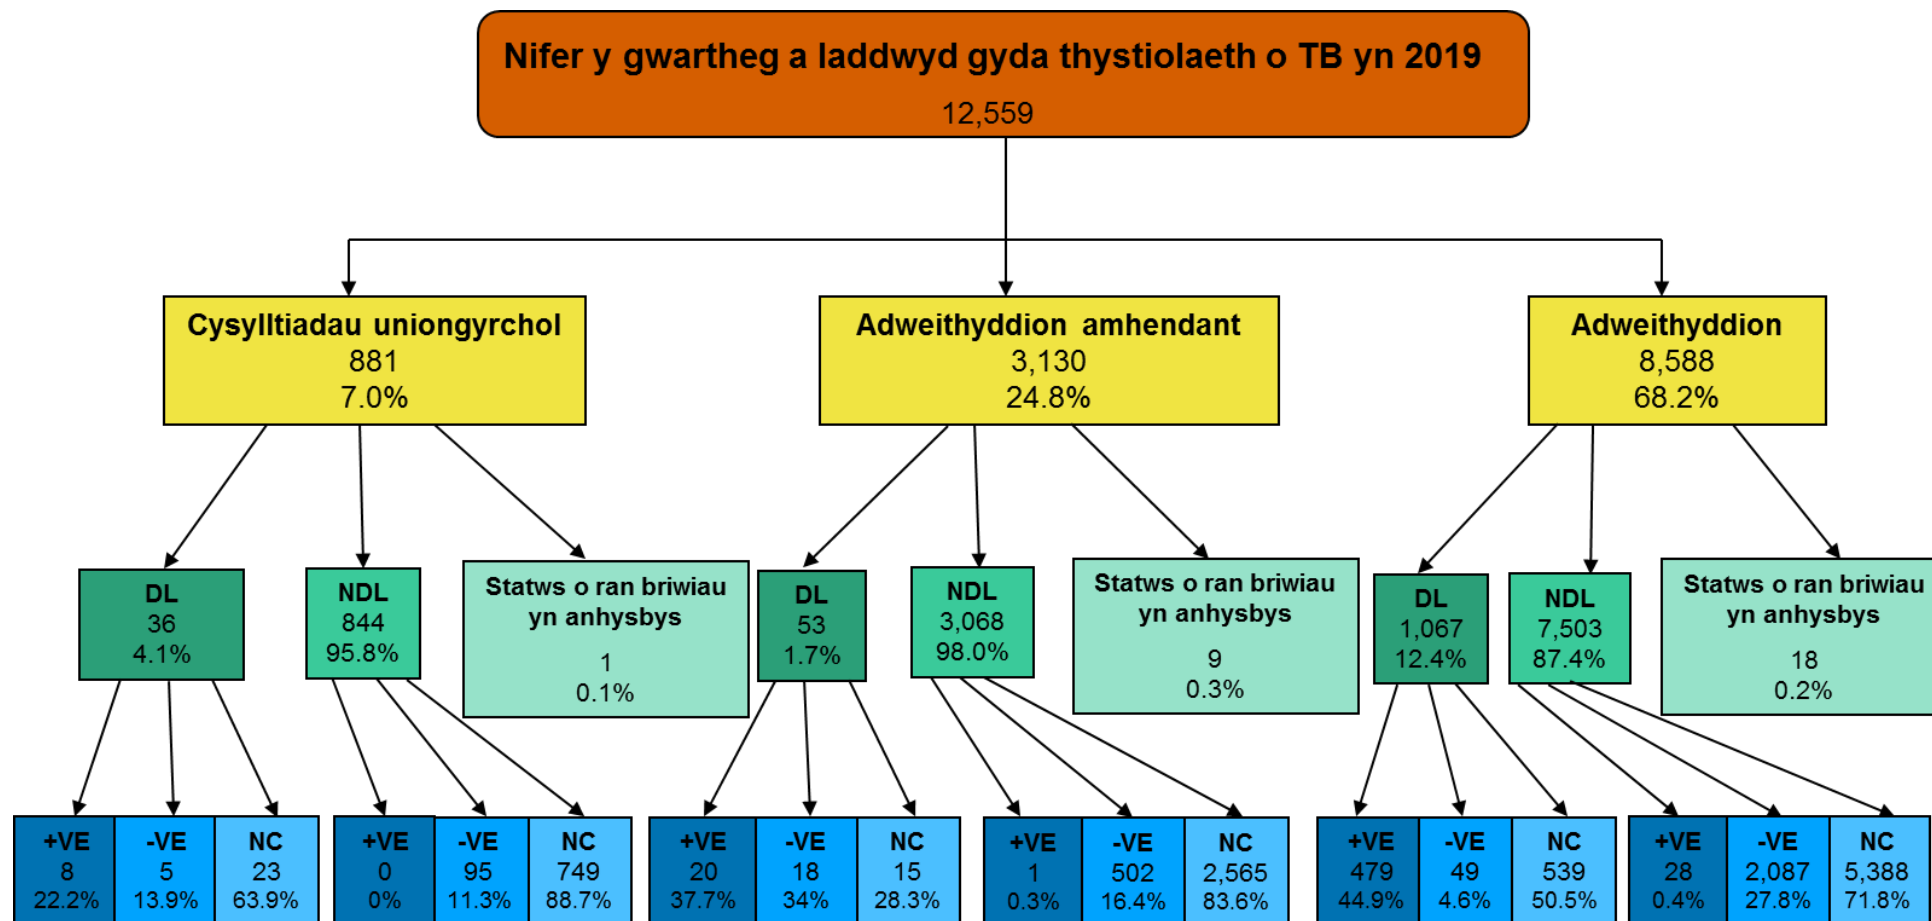 Nifer y gwartheg a laddwyd gyda thystiolaeth o TB yn 2019
12,559
Cysylltiadau uniongyrchol
881
7.0%
Adweithyddion amhendant
3,130
24.8%
Adweithyddion
8,588
68.2%
DL
36
4.1%
NDL
844
95.8%
Statws o ran briwiau
yn anhysbys
1
0.1%
DL
53
1.7%
NDL
3,068
98.0%
Statws o ran briwiau
yn anhysbys
9
0.3%
DL
1,067
12.4%
NDL
7,503
87.4%
Statws o ran briwiau
yn anhysbys
18
0.2%
+VE
8
22.2%
-VE
5
13.9%
NC
23
63.9%
+VE
0
0%
-VE
95
11.3%
NC
749
88.7%
+VE
20
37.7%
-VE
18
34%
NC
15
28.3%
+VE
1
0.3%
-VE
502
16.4%
NC
2,565
83.6%
+VE
479
44.9%
-VE
49
4.6%
NC
539
50.5%
+VE
28
0.4%
-VE
2,087
27.8%
NC
5,388
71.8%